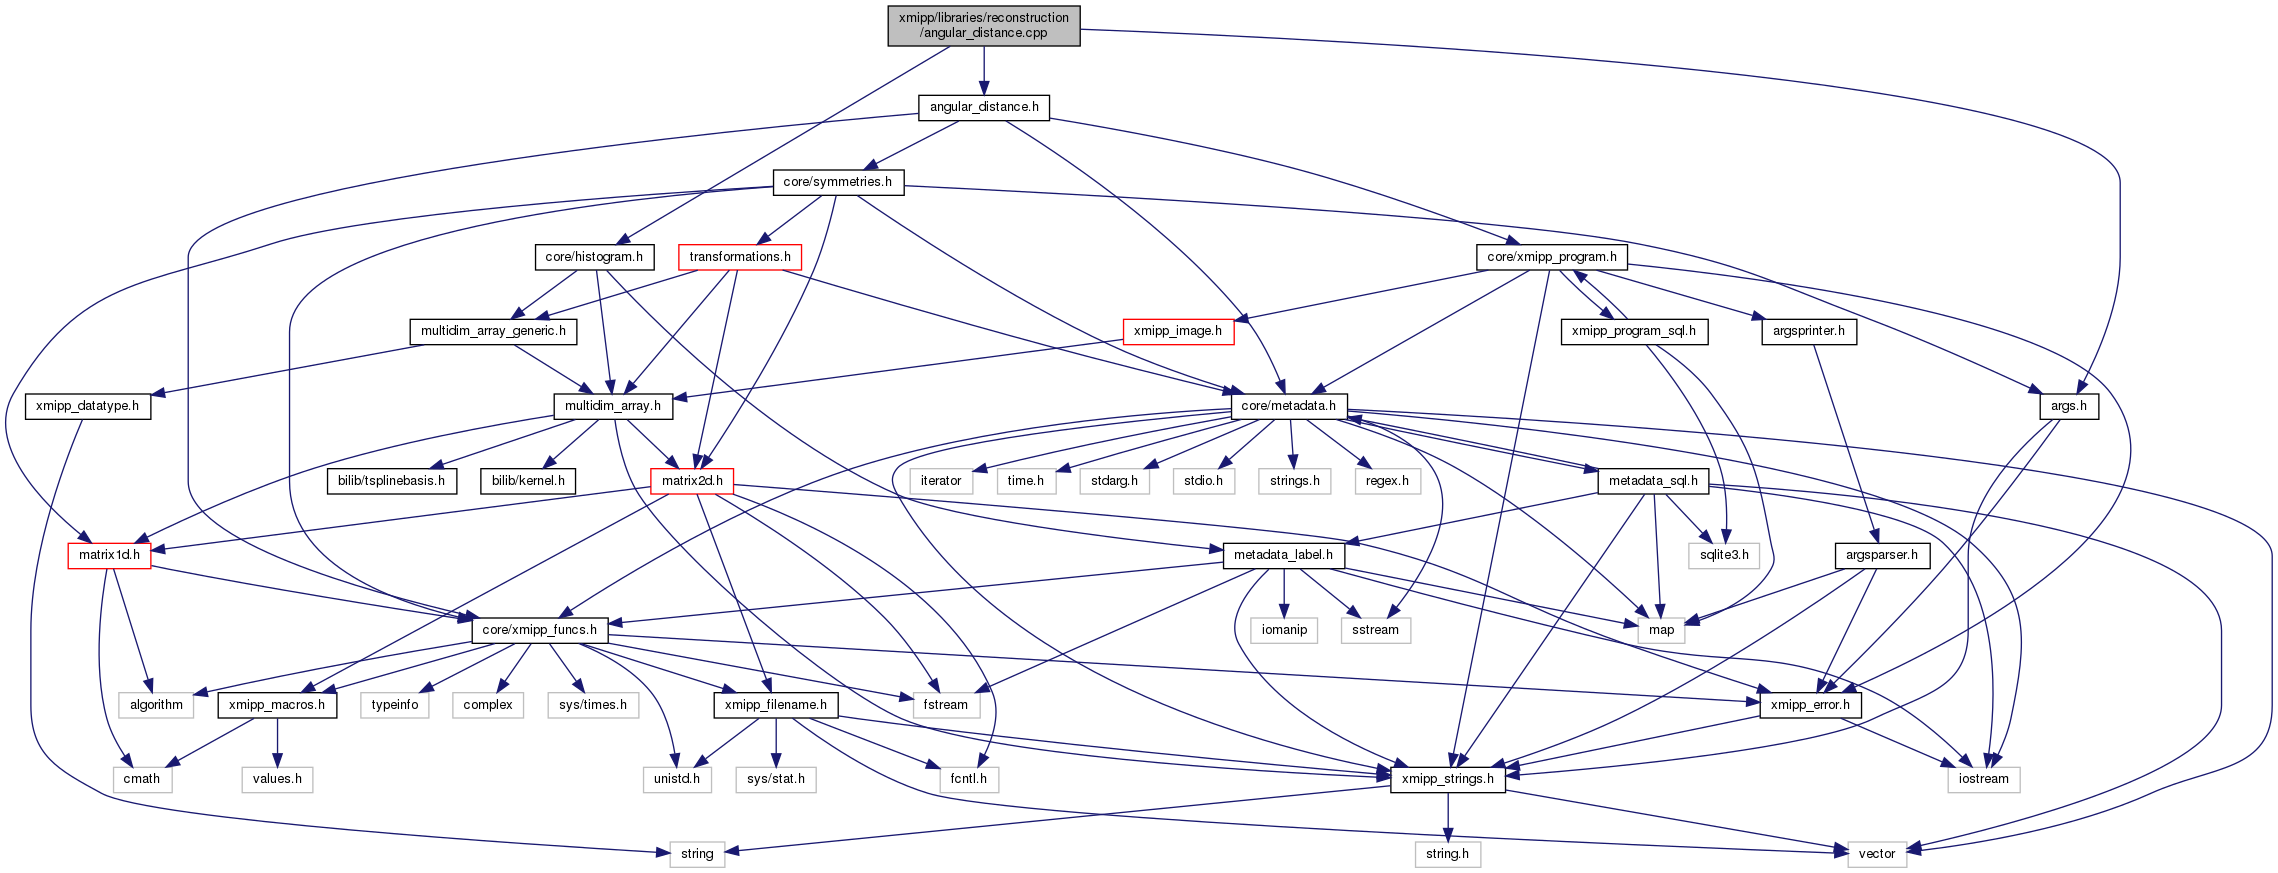 xmipp/libraries/reconstruction
/angular_distance.cpp
angular_distance.h
core/symmetries.h
core/histogram.h
transformations.h
core/xmipp_program.h
multidim_array_generic.h
xmipp_image.h
xmipp_program_sql.h
argsprinter.h
xmipp_datatype.h
multidim_array.h
core/metadata.h
args.h
bilib/tsplinebasis.h
bilib/kernel.h
matrix2d.h
iterator
time.h
stdarg.h
stdio.h
strings.h
regex.h
metadata_sql.h
matrix1d.h
metadata_label.h
sqlite3.h
argsparser.h
core/xmipp_funcs.h
iomanip
sstream
map
algorithm
xmipp_macros.h
typeinfo
complex
sys/times.h
xmipp_filename.h
fstream
xmipp_error.h
cmath
values.h
unistd.h
sys/stat.h
fcntl.h
xmipp_strings.h
iostream
string
string.h
vector